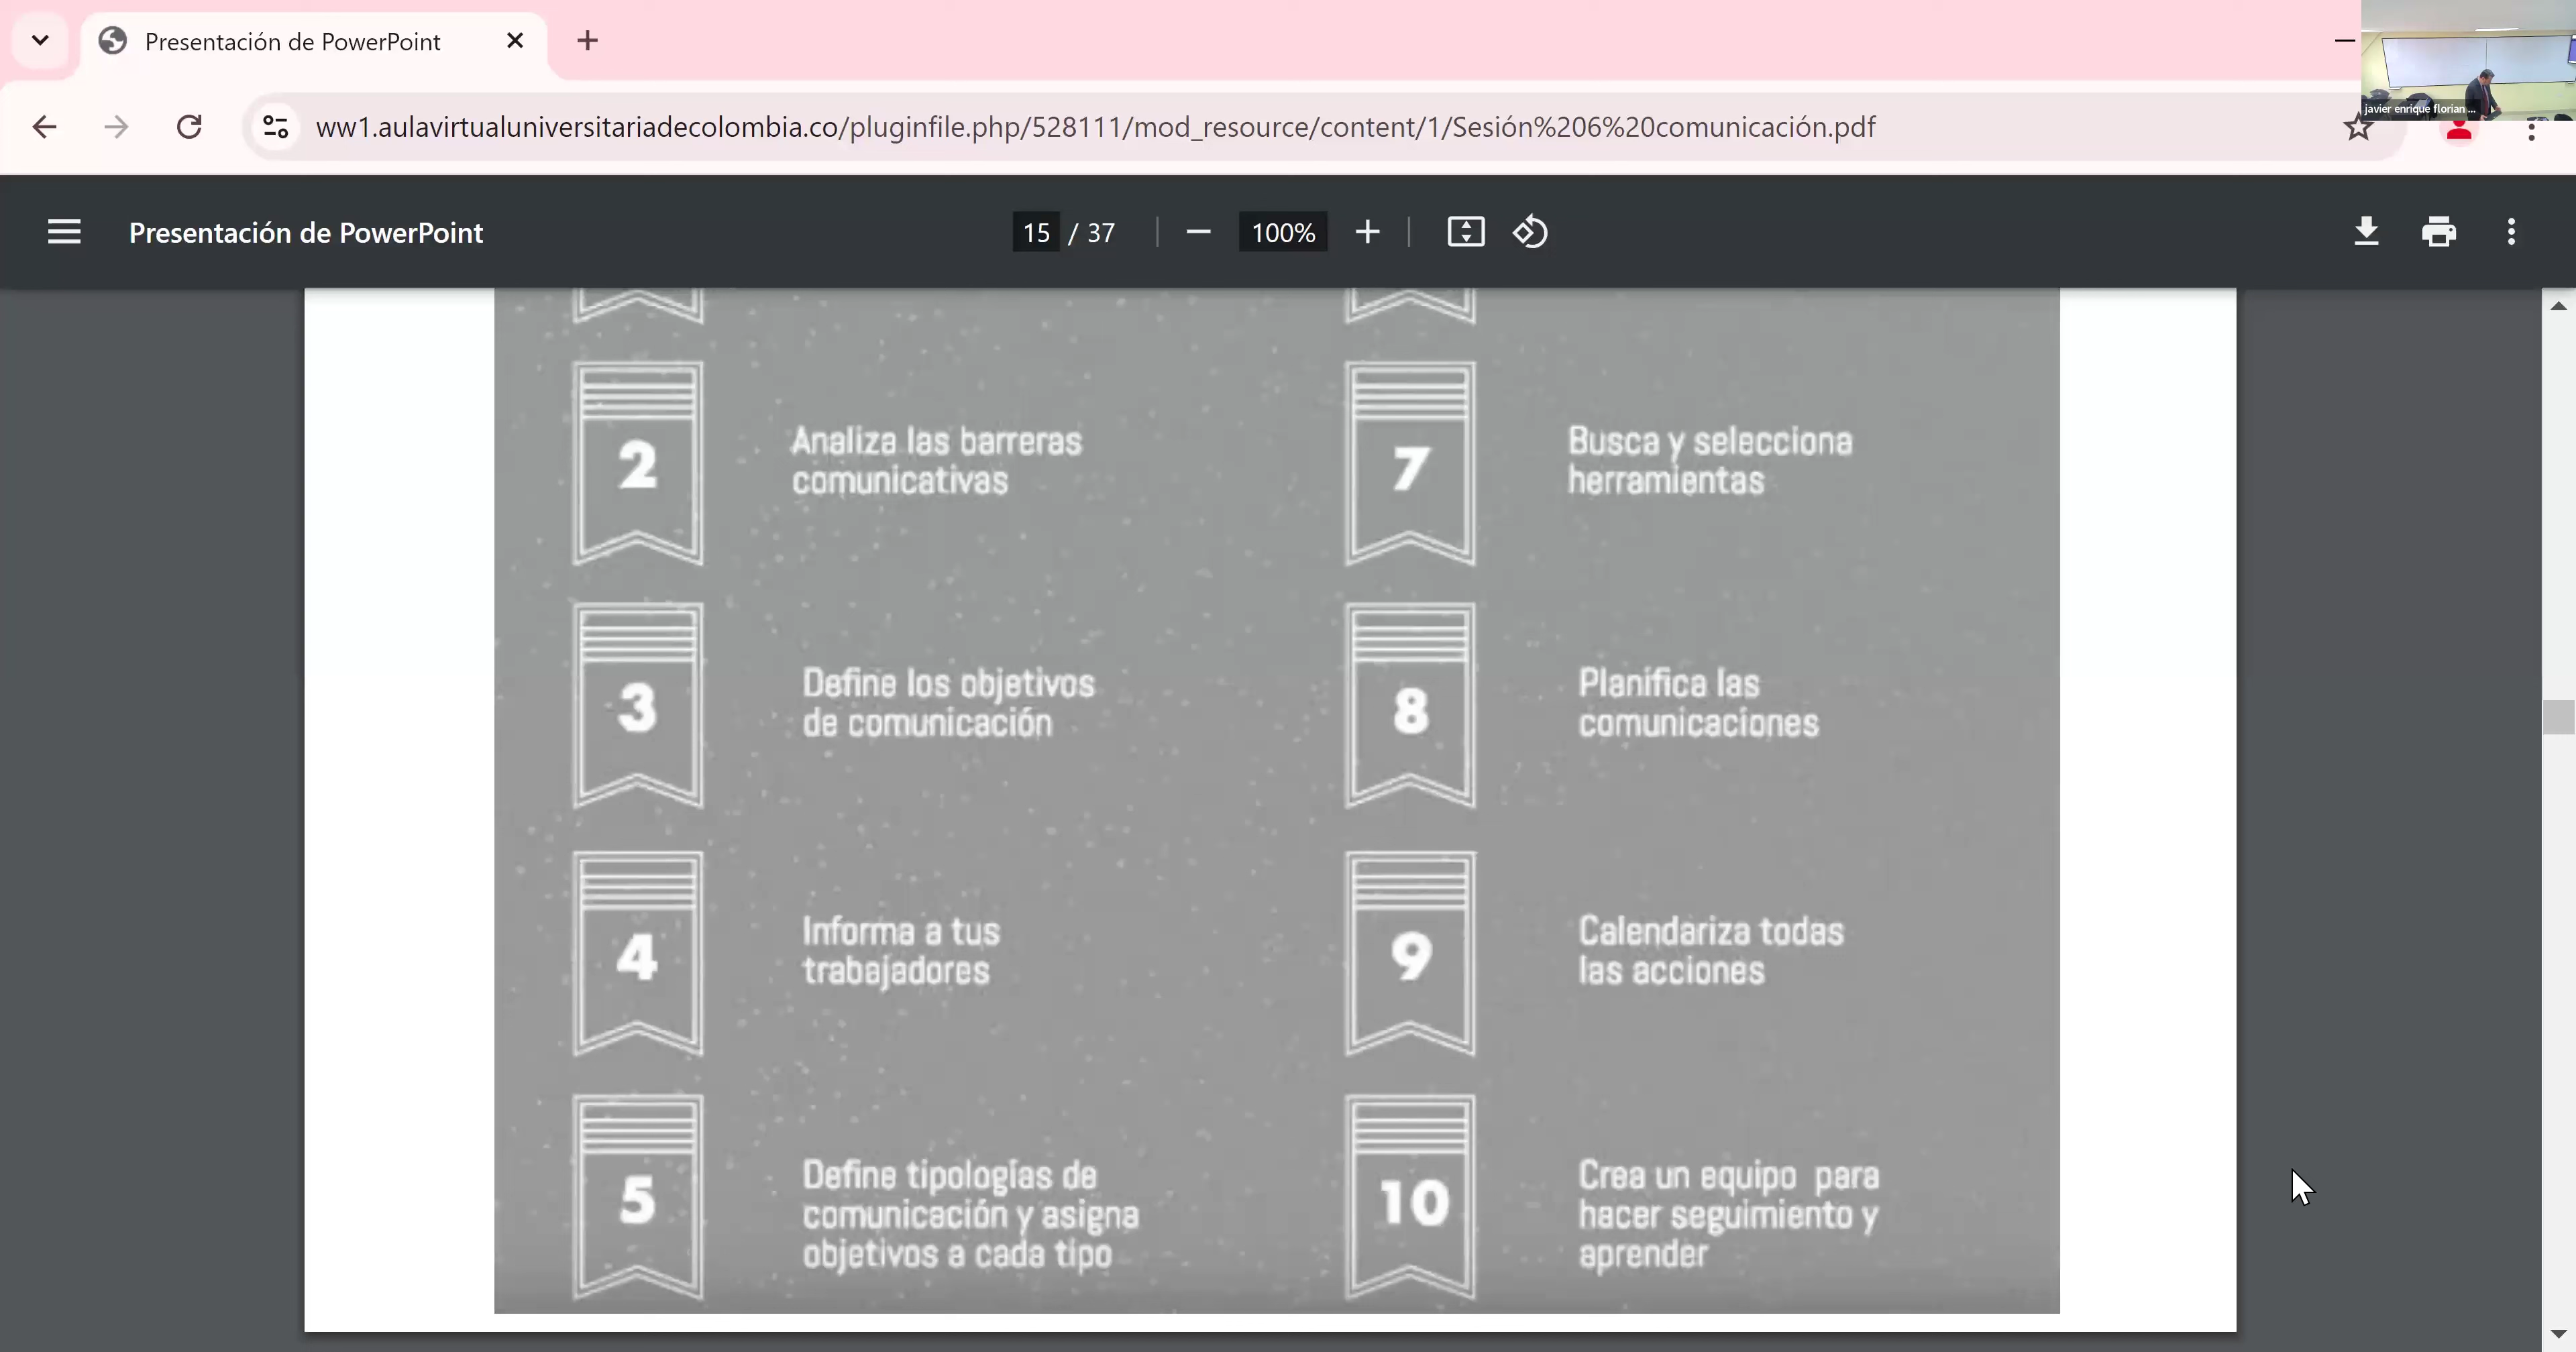 Presentación de PowerPoint
ww1.aulavirtualuniversitariadecolombia.co/pluginfile.php/528111/mod_resource/content/1/Sesión%206%20comunicación.pdf
javier enrique florian ...
Presentación de PowerPoint
15 / 37
100%
2
Analiza las barreras
comunicativas
3
Define los objetivos
de comunicación
4
Informa a tus
trabajadores
5
Define tipologías de
comunicación y asigna
objetivos a cada tipo
7
Busca y selecciona
herramientas
8
Planifica las
comunicaciones
9
Calendariza todas
las acciones
10
Crea un equipo para
hacer seguimiento y
aprender